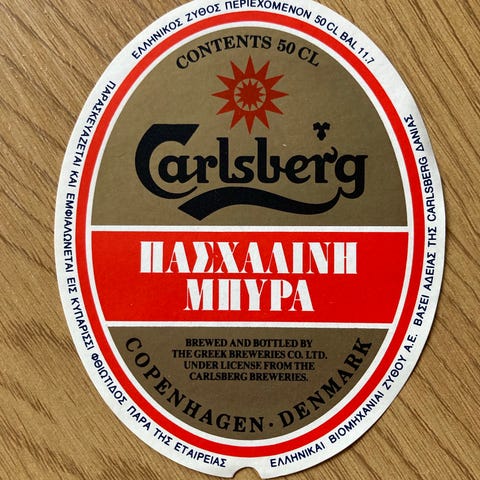 ΕΛΛΗΝΙΚΟΣ ΖΥΘΟΣ ΠΕΡΙΕΧΟΜΕΝΟΝ 50 CL BAL 11.7
CONTENTS 50 CL
Carlsberg
ΠΑΣΧΑΛΙΝΗ
ΜΠΥΡΑ
BREWED AND BOTTLED BY
THE GREEK BREWERIES CO. LTD.
UNDER LICENSE FROM THE
CARLSBERG BREWERIES.
COPENHAGEN · DENMARK
ΠΑΡΑΣΚΕΥΑΖΕΤΑΙ ΚΑΙ ΕΜΦΙΑΛΩΝΕΤΑΙ ΕΙΣ ΚΥΠΑΡΙΣΣΙ ΦΘΙΩΤΙΔΟΣ ΠΑΡΑ ΤΗΣ ΕΤΑΙΡΕΙΑΣ
ΕΛΛΗΝΙΚΑΙ ΒΙΟΜΗΧΑΝΙΑΙ ΖΥΘΟΥ Α.Ε. ΒΑΣΕΙ ΑΔΕΙΑΣ ΤΗΣ CARLSBERG ΔΑΝΙΑΣ